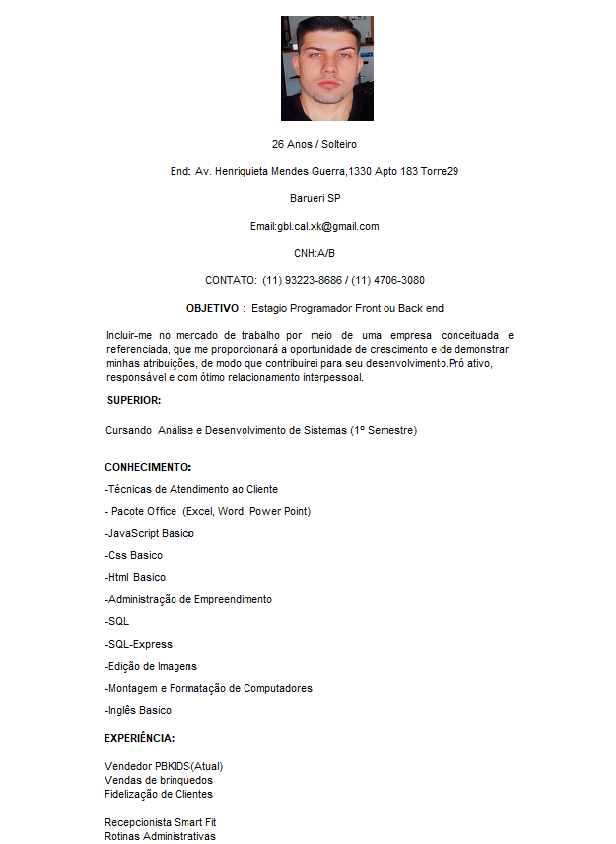 26 Anos / Solteiro
End: Av. Henriquieta Mendes Guerra,1330 Apto 183 Torre29
Barueri SP
Email:gbl.cal.xk@gmail.com
CNH:A/B
CONTATO: (11) 93223-8686 / (11) 4706-3080
OBJETIVO : Estagio Programador Front ou Back end
Incluir-me no mercado de trabalho por meio de uma empresa conceituada e
referenciada, que me proporcionará a oportunidade de crescimento e de demonstrar
minhas atribuições, de modo que contribuirei para seu desenvolvimento.Pró ativo,
responsável e com ótimo relacionamento interpessoal.
SUPERIOR:
Cursando Análise e Desenvolvimento de Sistemas (1º Semestre)
CONHECIMENTO:
-Técnicas de Atendimento ao Cliente
- Pacote Office (Excel, Word Power Point)
-JavaScript Basico
-Css Basico
-Html Basico
-Administração de Empreendimento
-SQL
-SQL-Express
-Edição de Imagens
-Montagem e Formatação de Computadores
-Inglês Basico
EXPERIÊNCIA:
Vendedor PBKIDS(Atual)
Vendas de brinquedos
Fidelização de Clientes
Recepcionista Smart Fit
Rotinas Administrativas